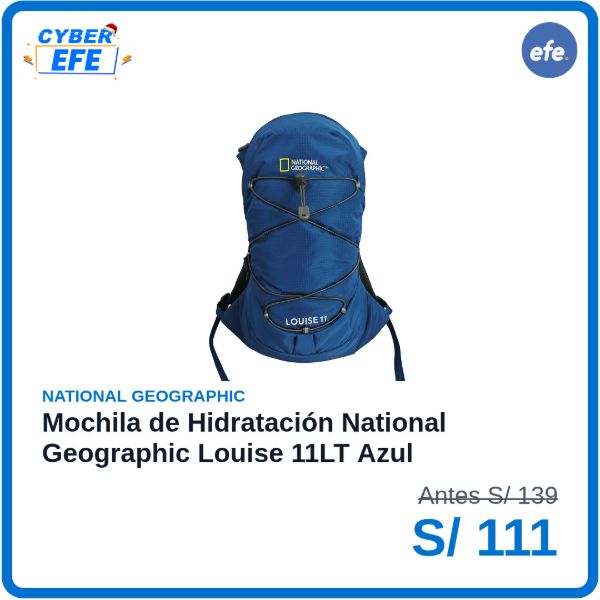 CYBER
EFE
efe.
NATIONAL
GEOGRAPHIC™
LOUISE 11
NATIONAL GEOGRAPHIC
Mochila de Hidratación National
Geographic Louise 11LT Azul
Antes S/ 139
S/ 111